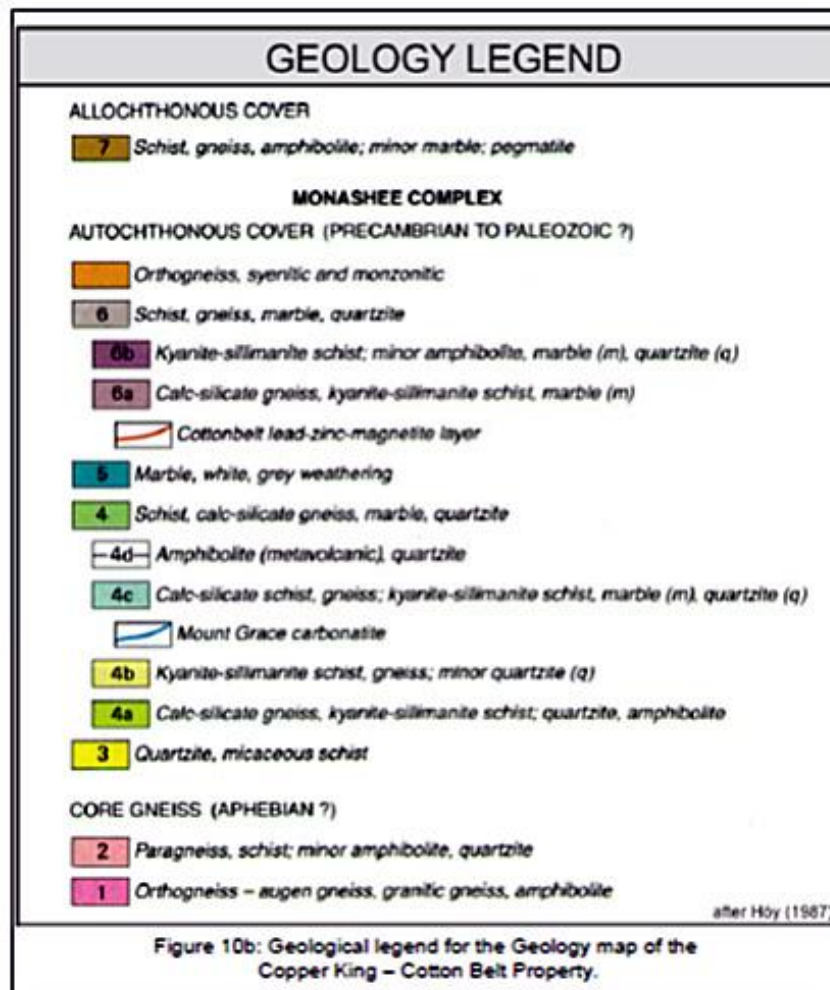 GEOLOGY LEGEND
ALLOCHTHONOUS COVER
7 Schist, gneiss, amphibolite; minor marble; pegmatite
MONASHEE COMPLEX
AUTOCHTHONOUS COVER (PRECAMBRIAN TO PALEOZOIC ?)
Orthogneiss, syenitic and monzonitic
6 Schist, gneiss, marble, quartzite
6b Kyanite-sillimanite schist; minor amphibolite, marble (m), quartzite (q)
6a Calc-silicate gneiss, kyanite-sillimanite schist, marble (m)
Cottonbelt lead-zinc-magnetite layer
5 Marble, white, grey weathering
4 Schist, calc-silicate gneiss, marble, quartzite
4d Amphibolite (metavolcanic), quartzite
4c Calc-silicate schist, gneiss; kyanite-sillimanite schist, marble (m), quartzite (q)
Mount Grace carbonatite
4b Kyanite-sillimanite schist, gneiss; minor quartzite (q)
4a Calc-silicate gneiss, kyanite-sillimanite schist; quartzite, amphibolite
3 Quartzite, micaceous schist
CORE GNEISS (APHEBIAN ?)
2 Paragneiss, schist; minor amphibolite, quartzite
1 Orthogneiss – augen gneiss, granitic gneiss, amphibolite
after Höy (1987)
Figure 10b: Geological legend for the Geology map of the
Copper King – Cotton Belt Property.